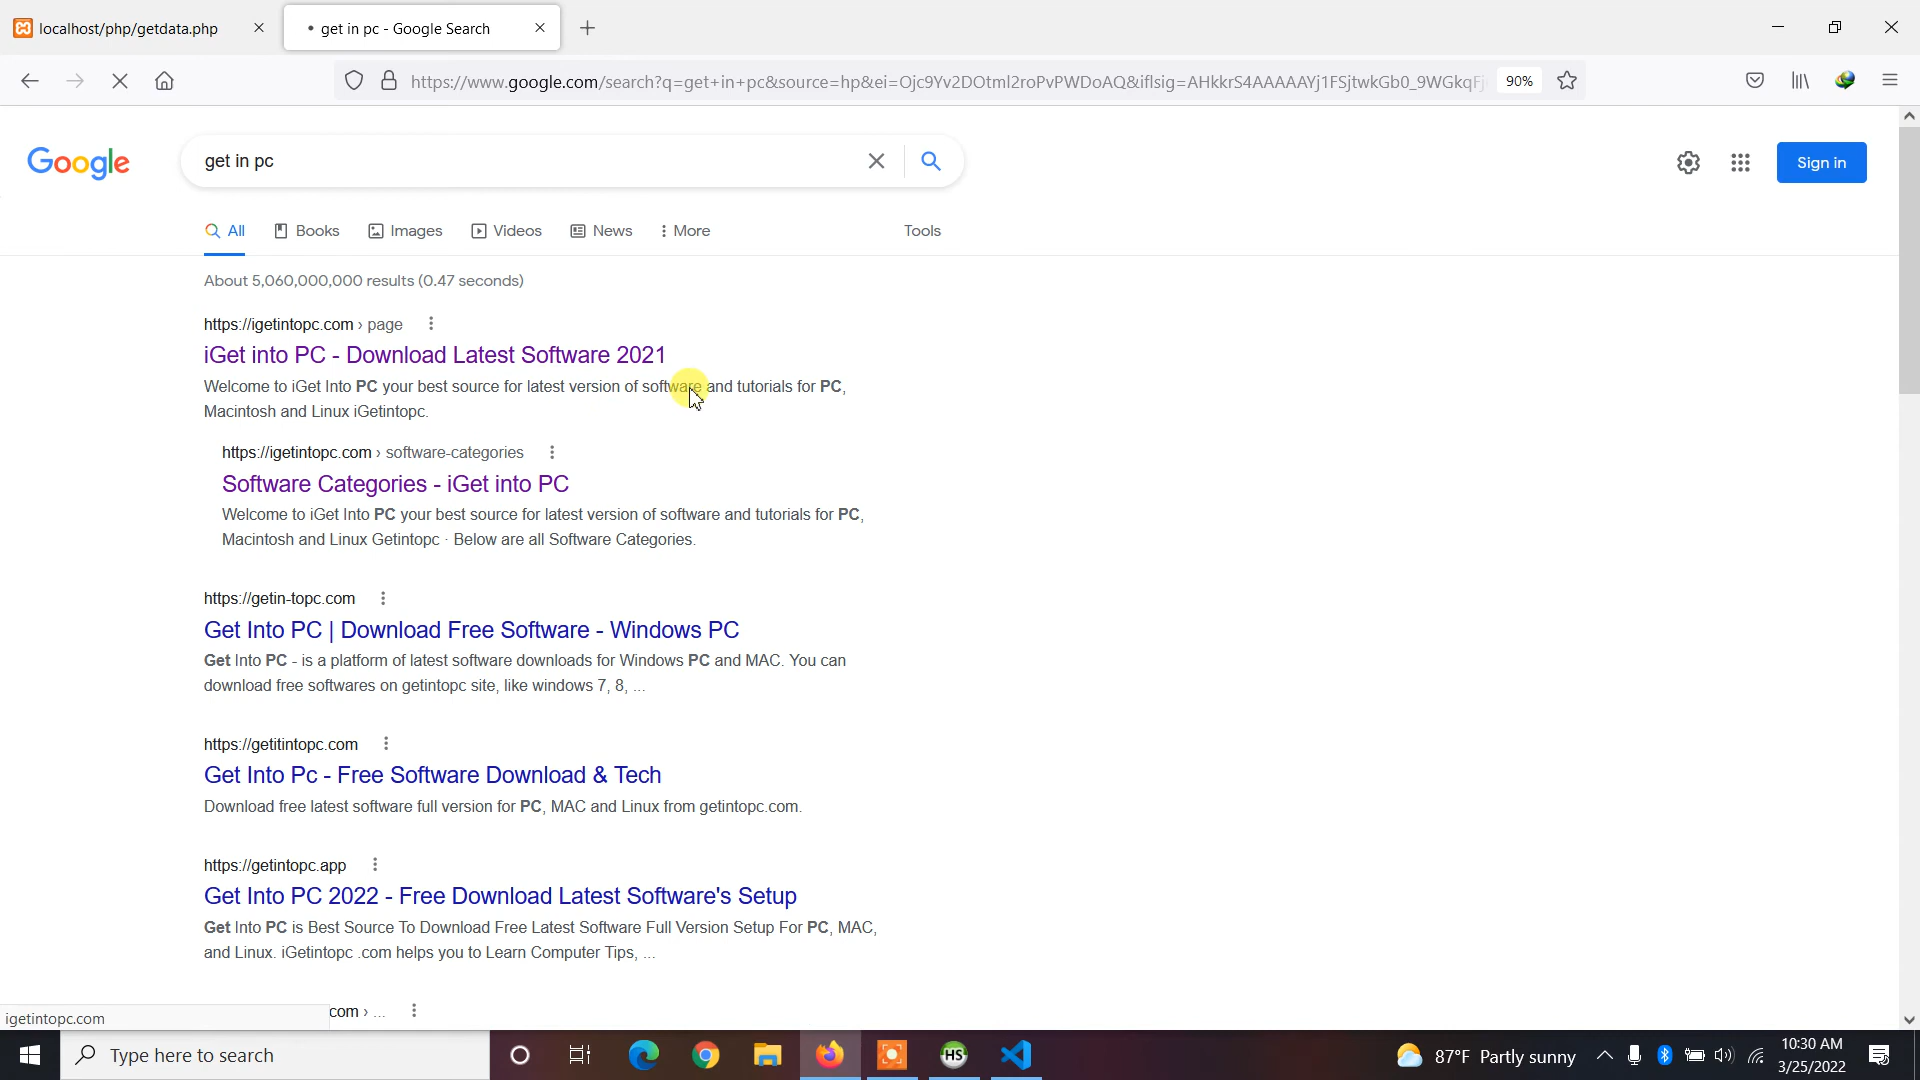 localhost/php/getdata.php
get in pc - Google Search
https://www.google.com/search?q=get+in+pc&source=hp&ei=Ojc9Yv2DOtml2roPvPWDoAQ&iflsig=AHkkrS4AAAAAYj1FSjtwkGb0_9WGkqFj
90%
Google
get in pc
Sign in
All Books Images Videos News More Tools
About 5,060,000,000 results (0.47 seconds)
https://igetintopc.com › page
iGet into PC - Download Latest Software 2021
Welcome to iGet Into PC your best source for latest version of software and tutorials for PC,
Macintosh and Linux iGetintopc.
https://igetintopc.com › software-categories
Software Categories - iGet into PC
Welcome to iGet Into PC your best source for latest version of software and tutorials for PC,
Macintosh and Linux Getintopc · Below are all Software Categories.
https://getin-topc.com
Get Into PC | Download Free Software - Windows PC
Get Into PC - is a platform of latest software downloads for Windows PC and MAC. You can
download free softwares on getintopc site, like windows 7, 8, ...
https://getitintopc.com
Get Into Pc - Free Software Download & Tech
Download free latest software full version for PC, MAC and Linux from getintopc.com.
https://getintopc.app
Get Into PC 2022 - Free Download Latest Software's Setup
Get Into PC is Best Source To Download Free Latest Software Full Version Setup For PC, MAC,
and Linux. iGetintopc .com helps you to Learn Computer Tips, ...
com › ...
igetintopc.com
Type here to search
HS
87°F Partly sunny
10:30 AM
3/25/2022